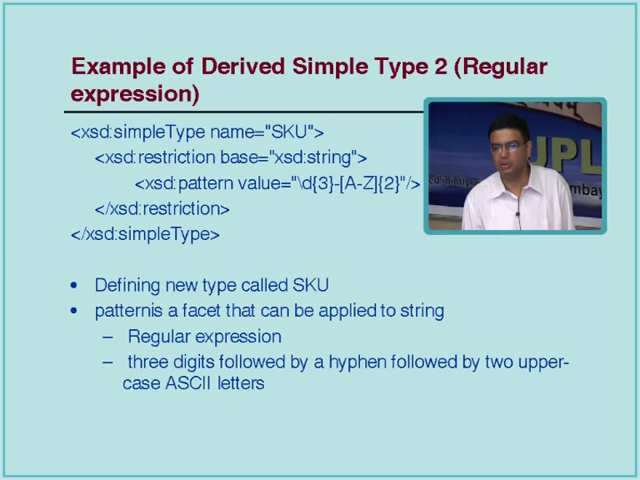 Example of Derived Simple Type 2 (Regular
expression)
<xsd:simpleType name="SKU">
<xsd:restriction base="xsd:string">
<xsd:pattern value="\d{3}-[A-Z]{2}"/>
</xsd:restriction>
</xsd:simpleType>
UPL
• Defining new type called SKU
• patternis a facet that can be applied to string
– Regular expression
– three digits followed by a hyphen followed by two upper-
case ASCII letters